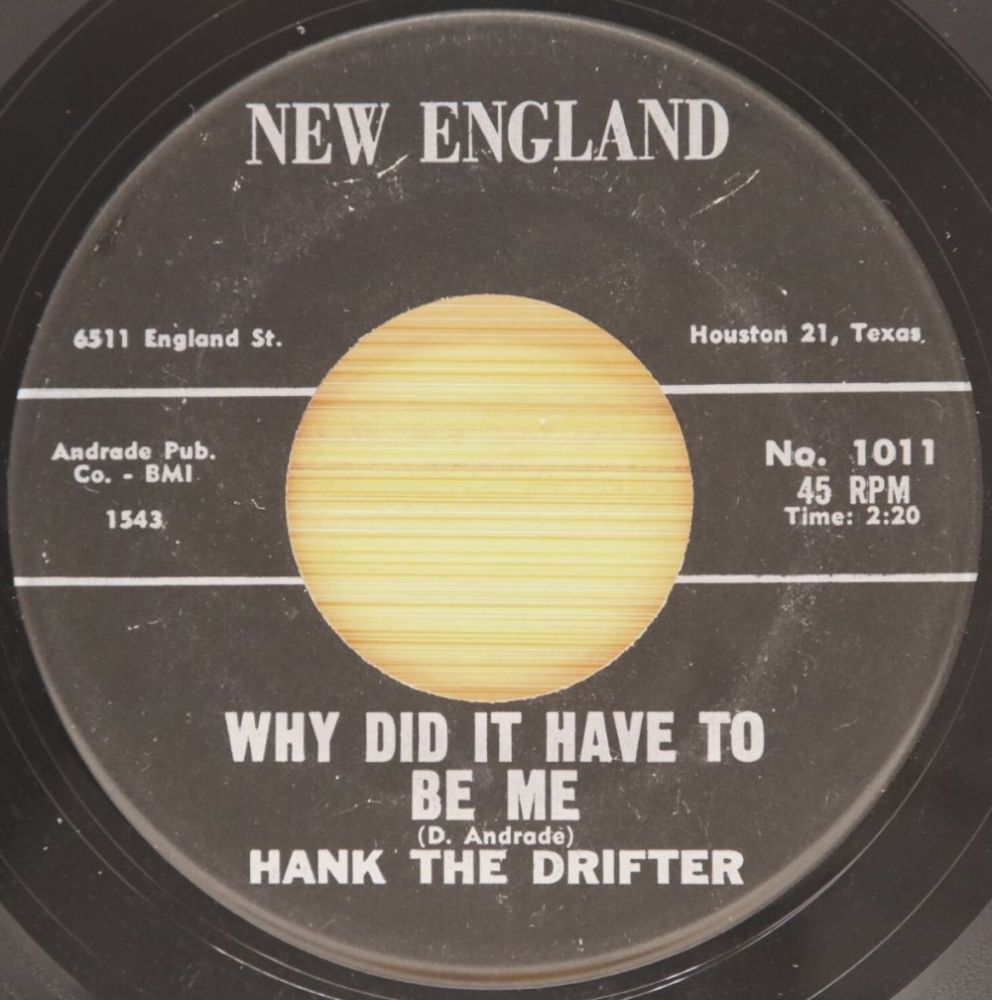 NEW ENGLAND
6511 England St.
Houston 21, Texas.
Andrade Pub.
Co. - BMI
1543
No. 1011
45 RPM
Time: 2:20
WHY DID IT HAVE TO
BE ME
(D. Andrade)
HANK THE DRIFTER